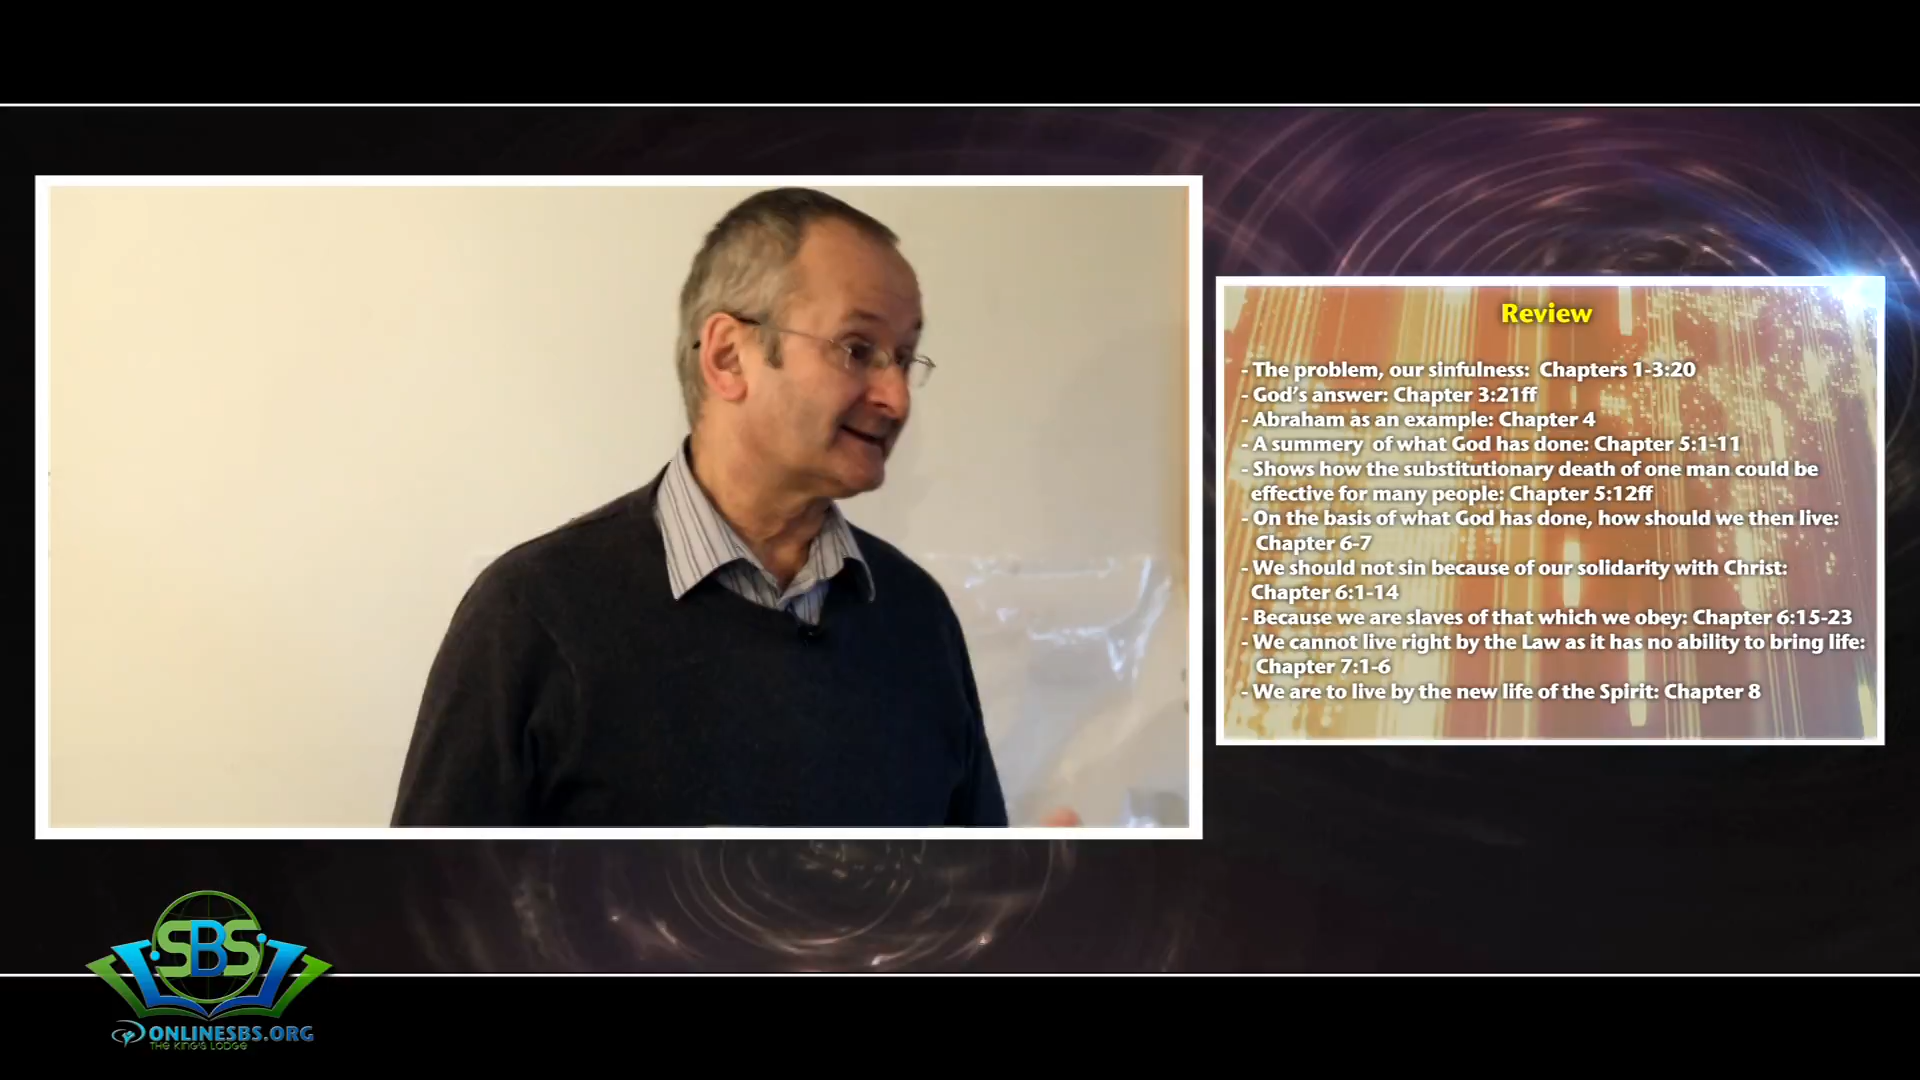 Review
- The problem, our sinfulness: Chapters 1-3:20
- God's answer: Chapter 3:21ff
- Abraham as an example: Chapter 4
- A summery of what God has done: Chapter 5:1-11
- Shows how the substitutionary death of one man could be
effective for many people: Chapter 5:12ff
- On the basis of what God has done, how should we then live:
Chapter 6-7
- We should not sin because of our solidarity with Christ:
Chapter 6:1-14
- Because we are slaves of that which we obey: Chapter 6:15-23
- We cannot live right by the Law as it has no ability to bring life:
Chapter 7:1-6
- We are to live by the new life of the Spirit: Chapter 8
SBS
ONLINESBS.ORG
THE KING'S LODGE